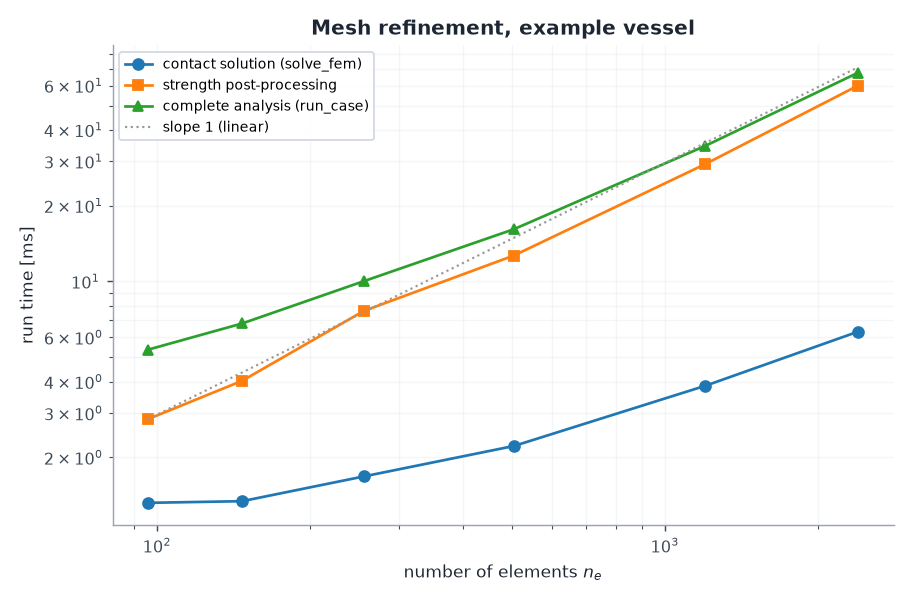 Mesh refinement, example vessel
contact solution (solve_fem)
strength post-processing
complete analysis (run_case)
slope 1 (linear)
run time [ms]
6 × 10¹
4 × 10¹
3 × 10¹
2 × 10¹
10¹
6 × 10⁰
4 × 10⁰
3 × 10⁰
2 × 10⁰
10²
10³
number of elements nₑ